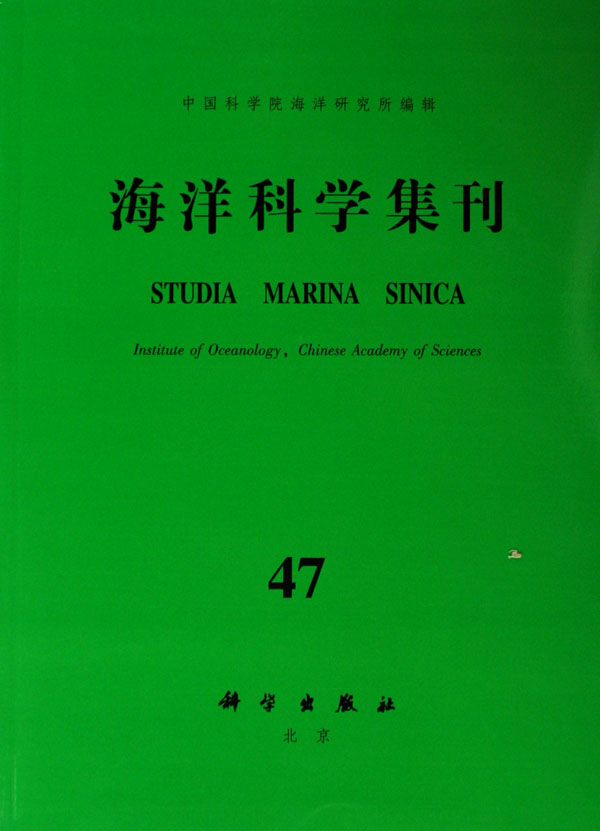 中国科学院海洋研究所编辑
海洋科学集刊
STUDIA MARINA SINICA
Institute of Oceanology, Chinese Academy of Sciences
47
科学出版社
北京